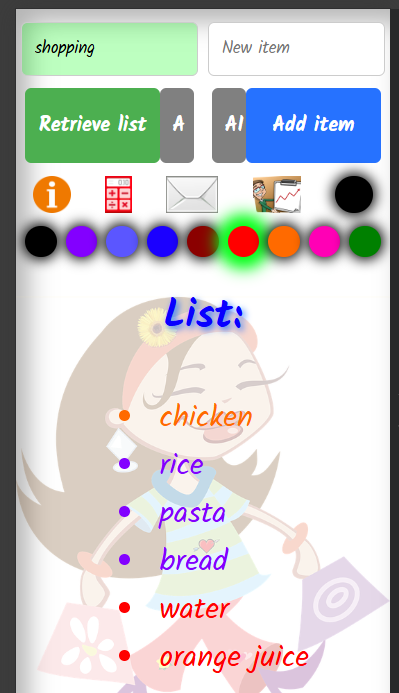 shopping New item
Retrieve list A AI Add item
i
List:
chicken
rice
pasta
bread
water
orange juice